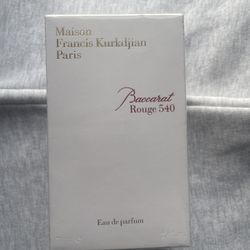 Maison
Francis Kurkdjian
Paris
Baccarat
Rouge 540
Eau de parfum